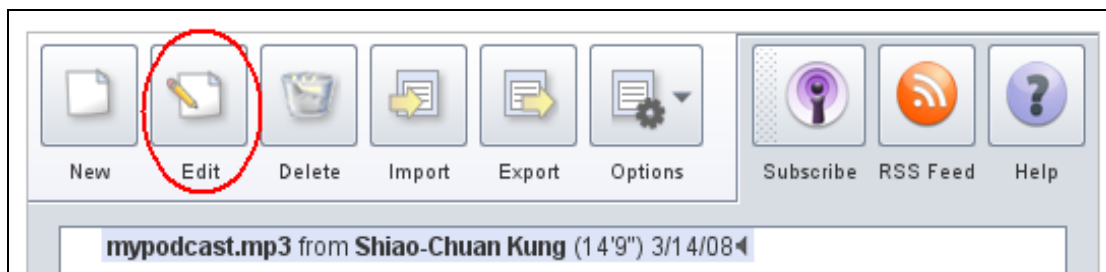 New Edit Delete Import Export Options Subscribe RSS Feed Help
mypodcast.mp3 from Shiao-Chuan Kung (14'9") 3/14/08